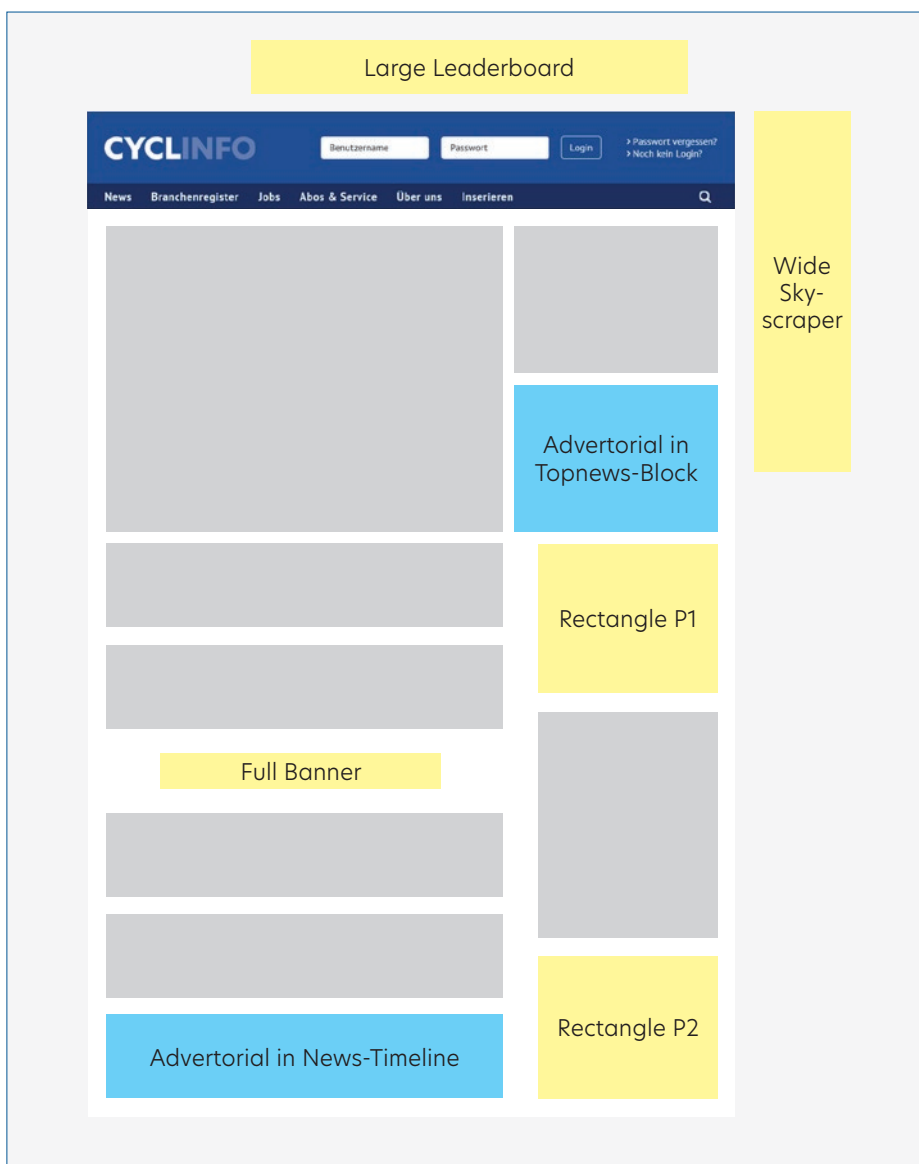 Large Leaderboard
CYCLINFO
Benutzername
Passwort
Login
› Passwort vergessen?
› Noch kein Login?
News Branchenregister Jobs Abos & Service Über uns Inserieren
Wide
Sky-
scraper
Advertorial in
Topnews-Block
Rectangle P1
Full Banner
Advertorial in News-Timeline
Rectangle P2